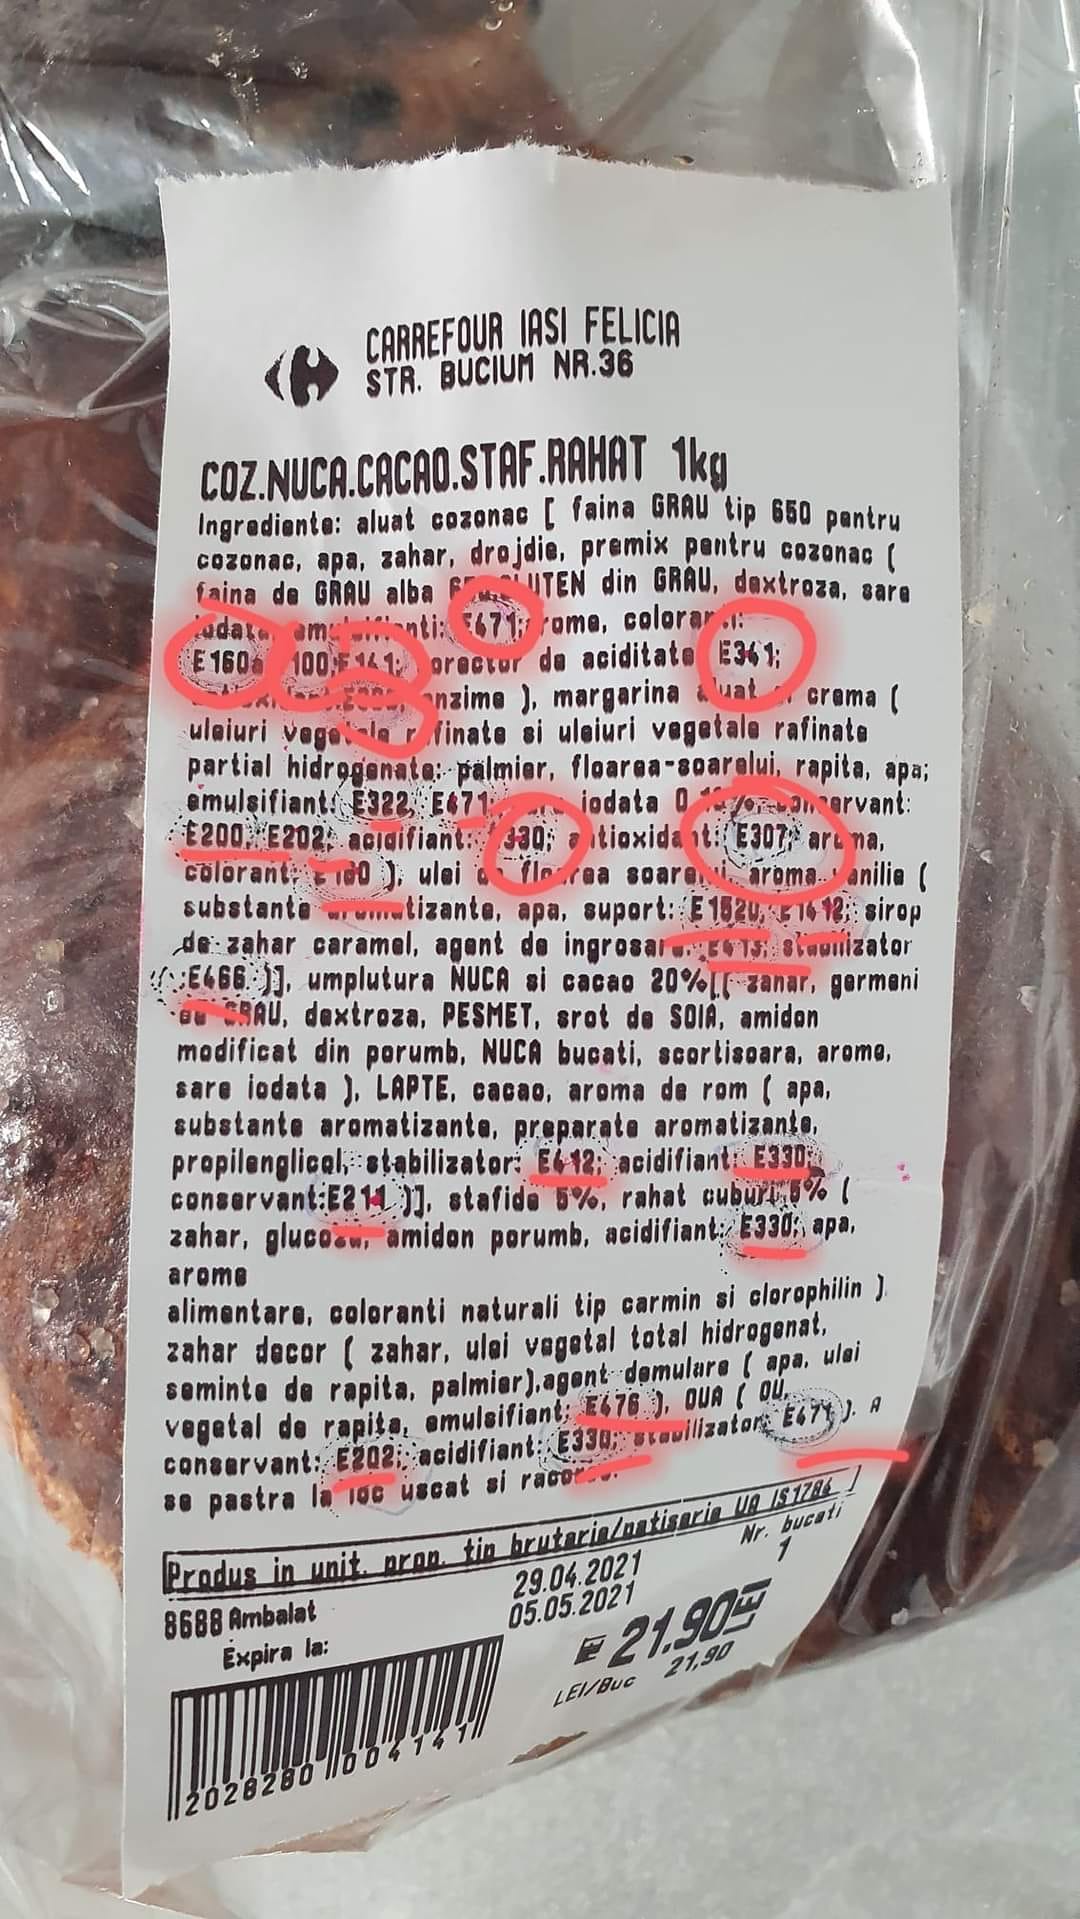 CARREFOUR IASI FELICIA
STR. BUCIUM NR.36
COZ.NUCA.CACAO.STAF.RAHAT 1kg
Ingrediente: aluat cozonac [ faina GRAU tip 650 pentru
cozonac, apa, zahar, drojdie, premix pentru cozonac (
faina de GRAU alba GLUTEN din GRAU, dextroza, sare
E471; arome, coloranti:
E160a E141; corector de aciditate E341;
enzime ), margarina aluat crema (
uleiuri vegetale rafinate si uleiuri vegetale rafinate
partial hidrogenate: palmier, floarea-soarelui, rapita, apa;
emulsifiant: E322, E471; iodata conservant:
E200, E202; acidifiant: E330; antioxidant: E307; aroma,
colorant: ), ulei de floarea soarelui, aroma vanilie (
substante aromatizante, apa, suport: E1520, sirop
de zahar caramel, agent de ingrosare: E415; stabilizator
:E466 )], umplutura NUCA si cacao 20%[( zahar, germeni
de GRAU, dextroza, PESMET, srot de SOIA, amidon
modificat din porumb, NUCA bucati, scortisoara, arome,
sare iodata ), LAPTE, cacao, aroma de rom ( apa,
substante aromatizante, preparate aromatizante,
propilenglicol, stabilizator: E412; acidifiant: E330;
conservant:E211 )], stafide 5%, rahat cuburi 5% (
zahar, glucoza, amidon porumb, acidifiant: E330; apa,
arome
alimentare, coloranti naturali tip carmin si clorophilin )
zahar decor ( zahar, ulei vegetal total hidrogenat,
seminte de rapita, palmier),agent demulare ( apa, ulei
vegetal de rapita, emulsifiant: E476 ), OUA ( OU,
conservant: E202; acidifiant: E330; stabilizator: ). A
se pastra la loc uscat si racoros.
Produs in unit. prop. tip brutarie/patiserie UA IS1784
Nr. bucati
8688 Ambalat 29.04.2021 1
Expira la: 05.05.2021
21.90 LEI
LEI/Buc 21,90
2028280 004141